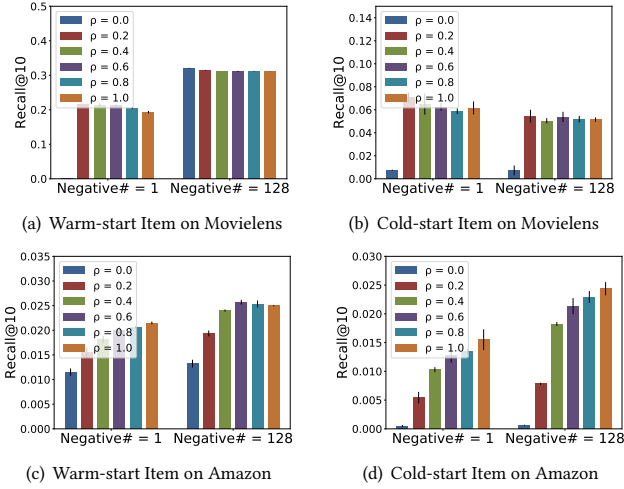 0.5
0.4
0.3
0.2
0.1
0.0
Recall@10
ρ = 0.0
ρ = 0.2
ρ = 0.4
ρ = 0.6
ρ = 0.8
ρ = 1.0
Negative# = 1 Negative# = 128
(a) Warm-start Item on Movielens
0.14
0.12
0.10
0.08
0.06
0.04
0.02
0.00
Recall@10
ρ = 0.0
ρ = 0.2
ρ = 0.4
ρ = 0.6
ρ = 0.8
ρ = 1.0
Negative# = 1 Negative# = 128
(b) Cold-start Item on Movielens
0.035
0.030
0.025
0.020
0.015
0.010
0.005
0.000
Recall@10
ρ = 0.0
ρ = 0.2
ρ = 0.4
ρ = 0.6
ρ = 0.8
ρ = 1.0
Negative# = 1 Negative# = 128
(c) Warm-start Item on Amazon
0.030
0.025
0.020
0.015
0.010
0.005
0.000
Recall@10
ρ = 0.0
ρ = 0.2
ρ = 0.4
ρ = 0.6
ρ = 0.8
ρ = 1.0
Negative# = 1 Negative# = 128
(d) Cold-start Item on Amazon